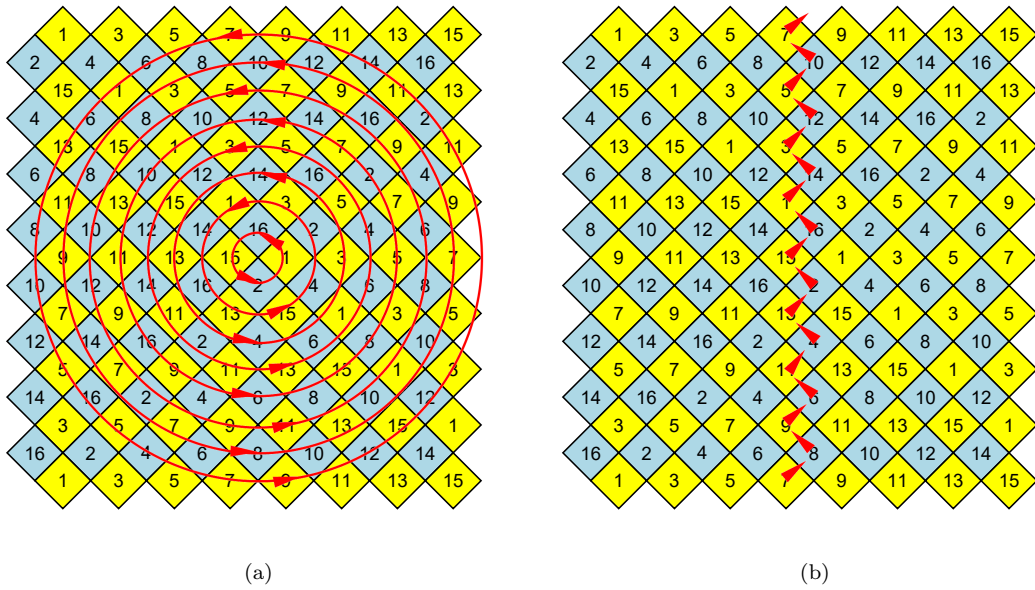 1 3 5 7 9 11 13 15
2 4 6 8 10 12 14 16
15 1 3 5 7 9 11 13
4 6 8 10 12 14 16 2
13 15 1 3 5 7 9 11
6 8 10 12 14 16 2 4
11 13 15 1 3 5 7 9
8 10 12 14 16 2 4 6
9 11 13 15 1 3 5 7
10 12 14 16 2 4 6 8
7 9 11 13 15 1 3 5
12 14 16 2 4 6 8 10
5 7 9 11 13 15 1 3
14 16 2 4 6 8 10 12
3 5 7 9 11 13 15 1
16 2 4 6 8 10 12 14
1 3 5 7 9 11 13 15
(a)
1 3 5 7 9 11 13 15
2 4 6 8 10 12 14 16
15 1 3 5 7 9 11 13
4 6 8 10 12 14 16 2
13 15 1 3 5 7 9 11
6 8 10 12 14 16 2 4
11 13 15 1 3 5 7 9
8 10 12 14 16 2 4 6
9 11 13 15 1 3 5 7
10 12 14 16 2 4 6 8
7 9 11 13 15 1 3 5
12 14 16 2 4 6 8 10
5 7 9 11 13 15 1 3
14 16 2 4 6 8 10 12
3 5 7 9 11 13 15 1
16 2 4 6 8 10 12 14
1 3 5 7 9 11 13 15
(b)